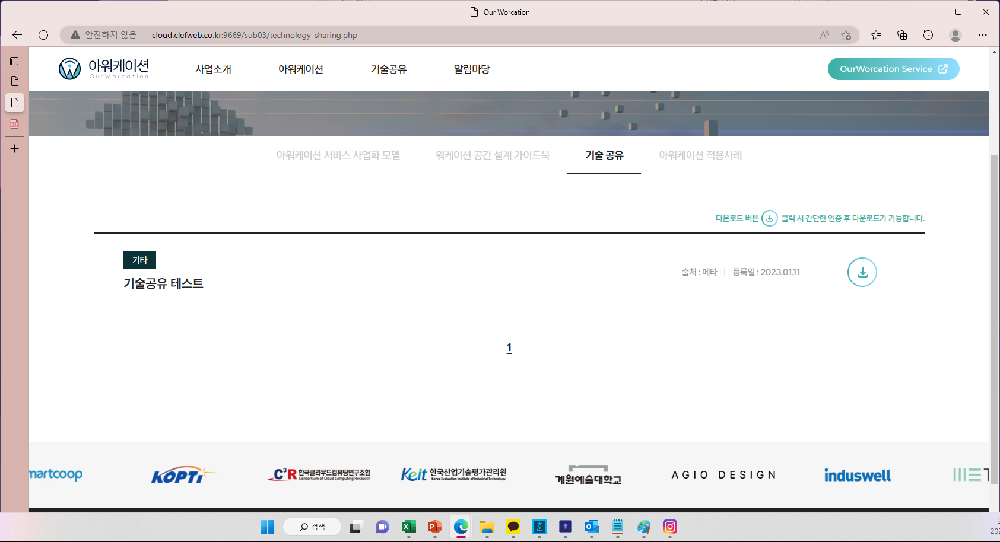 Our Worcation
안전하지 않음
cloud.clefweb.co.kr:9669/sub03/technology_sharing.php
아워케이션
OurWorcation
사업소개
아워케이션
기술공유
알림마당
OurWorcation Service
아워케이션 서비스 사업화 모델
워케이션 공간 설계 가이드북
기술 공유
아워케이션 적용사례
다운로드 버튼 클릭 시 간단한 인증 후 다운로드가 가능합니다.
기타
기술공유 테스트
출처 : 메타
등록일 : 2023.01.11
1
martcoop
KOPTi
C3R 한국클라우드컴퓨팅연구조합
Consortium of Cloud Computing Research
Keit 한국산업기술평가관리원
Korea Evaluation Institute of Industrial Technology
계원예술대학교
AGIO DESIGN
induswell
검색